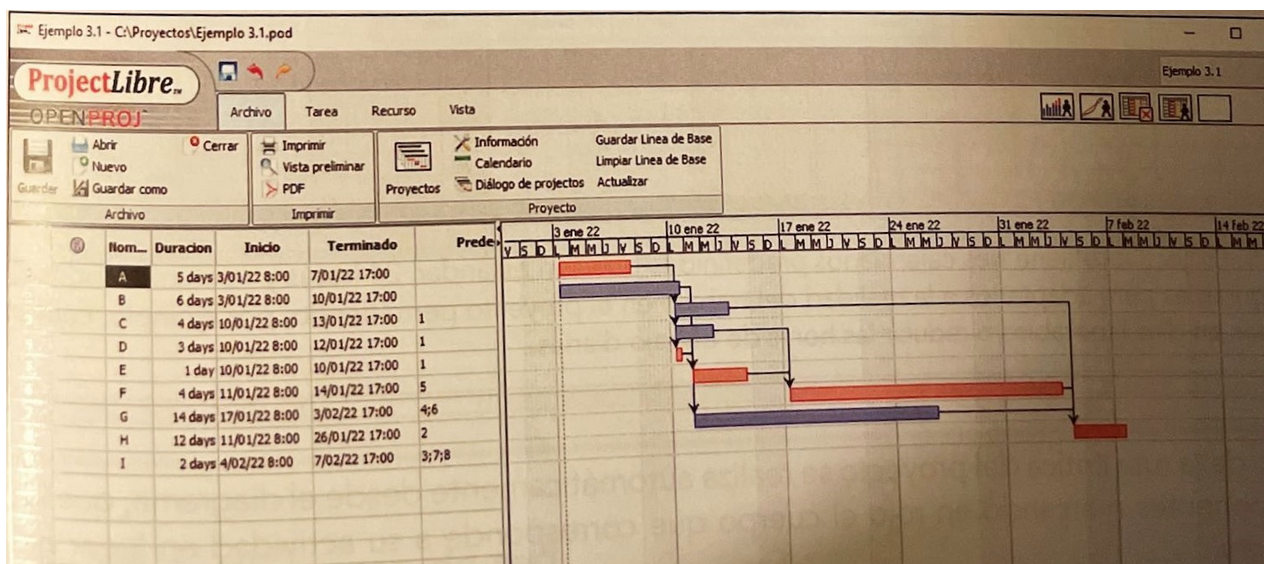 Ejemplo 3.1 - C:\Proyectos\Ejemplo 3.1.pod
ProjectLibre™
OPENPROJ
Ejemplo 3.1
Archivo Tarea Recurso Vista
Abrir Cerrar Imprimir Información Guardar Linea de Base
Nuevo Vista preliminar Calendario Limpiar Linea de Base
Guardar Guardar como PDF Proyectos Diálogo de projectos Actualizar
Archivo Imprimir Proyecto
3 ene 22 10 ene 22 17 ene 22 24 ene 22 31 ene 22 7 feb 22 14 feb 22
Nom... Duracion Inicio Terminado Prede
V S D L M M J V S D L M M J V S D L M M J V S D L M M J V S D L M M J V S D L M M J V S D L M M
A 5 days 3/01/22 8:00 7/01/22 17:00
B 6 days 3/01/22 8:00 10/01/22 17:00
C 4 days 10/01/22 8:00 13/01/22 17:00 1
D 3 days 10/01/22 8:00 12/01/22 17:00 1
E 1 day 10/01/22 8:00 10/01/22 17:00 1
F 4 days 11/01/22 8:00 14/01/22 17:00 5
G 14 days 17/01/22 8:00 3/02/22 17:00 4;6
H 12 days 11/01/22 8:00 26/01/22 17:00 2
I 2 days 4/02/22 8:00 7/02/22 17:00 3;7;8